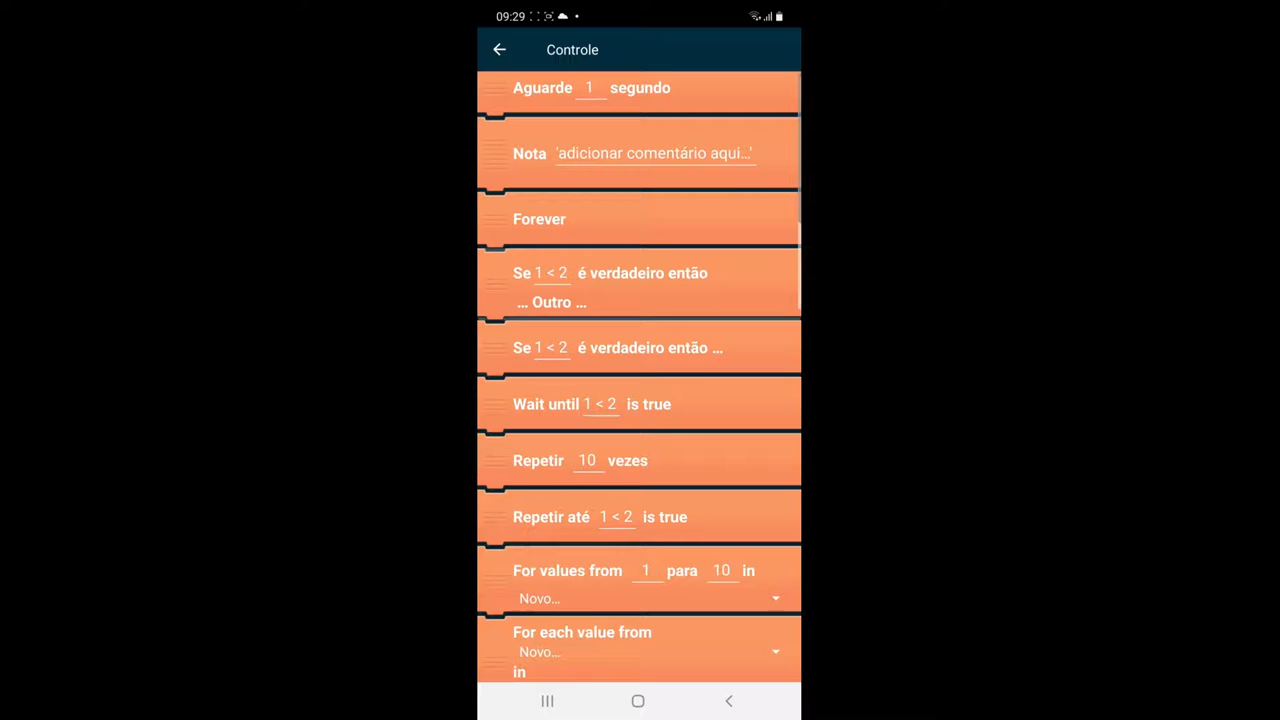 09:29
Controle
Aguarde 1 segundo
Nota 'adicionar comentário aqui...'
Forever
Se 1 < 2 é verdadeiro então
... Outro ...
Se 1 < 2 é verdadeiro então ...
Wait until 1 < 2 is true
Repetir 10 vezes
Repetir até 1 < 2 is true
For values from 1 para 10 in
Novo...
For each value from
Novo...
in